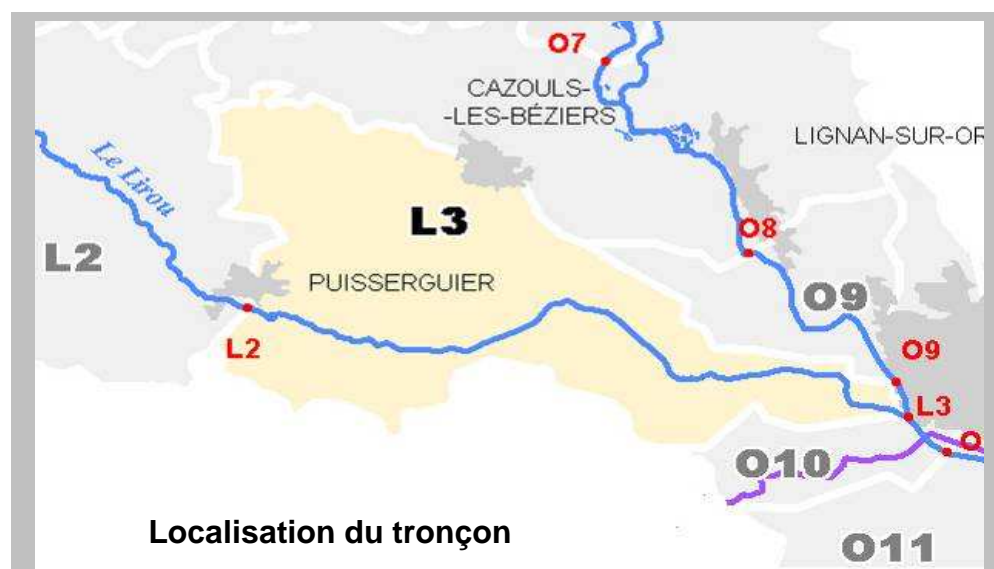 O7
CAZOULS-
-LES-BÉZIERS
LIGNAN-SUR-OR
Le Lirou
L3
O8
L2
PUISSERGUIER
O9
L2
O9
L3
O
O10
Localisation du tronçon
O11